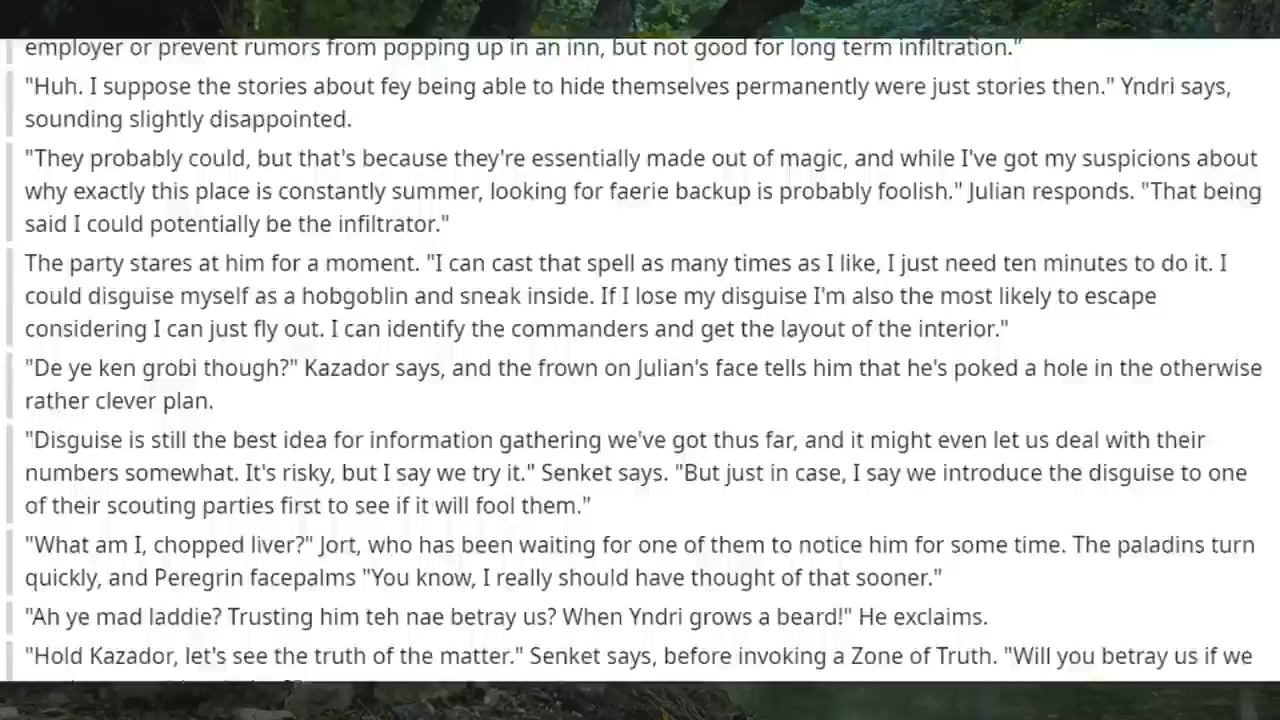 employer or prevent rumors from popping up in an inn, but not good for long term infiltration."
"Huh. I suppose the stories about fey being able to hide themselves permanently were just stories then." Yndri says,
sounding slightly disappointed.
"They probably could, but that's because they're essentially made out of magic, and while I've got my suspicions about
why exactly this place is constantly summer, looking for faerie backup is probably foolish." Julian responds. "That being
said I could potentially be the infiltrator."
The party stares at him for a moment. "I can cast that spell as many times as I like, I just need ten minutes to do it. I
could disguise myself as a hobgoblin and sneak inside. If I lose my disguise I'm also the most likely to escape
considering I can just fly out. I can identify the commanders and get the layout of the interior."
"De ye ken grobi though?" Kazador says, and the frown on Julian's face tells him that he's poked a hole in the otherwise
rather clever plan.
"Disguise is still the best idea for information gathering we've got thus far, and it might even let us deal with their
numbers somewhat. It's risky, but I say we try it." Senket says. "But just in case, I say we introduce the disguise to one
of their scouting parties first to see if it will fool them."
"What am I, chopped liver?" Jort, who has been waiting for one of them to notice him for some time. The paladins turn
quickly, and Peregrin facepalms "You know, I really should have thought of that sooner."
"Ah ye mad laddie? Trusting him teh nae betray us? When Yndri grows a beard!" He exclaims.
"Hold Kazador, let's see the truth of the matter." Senket says, before invoking a Zone of Truth. "Will you betray us if we